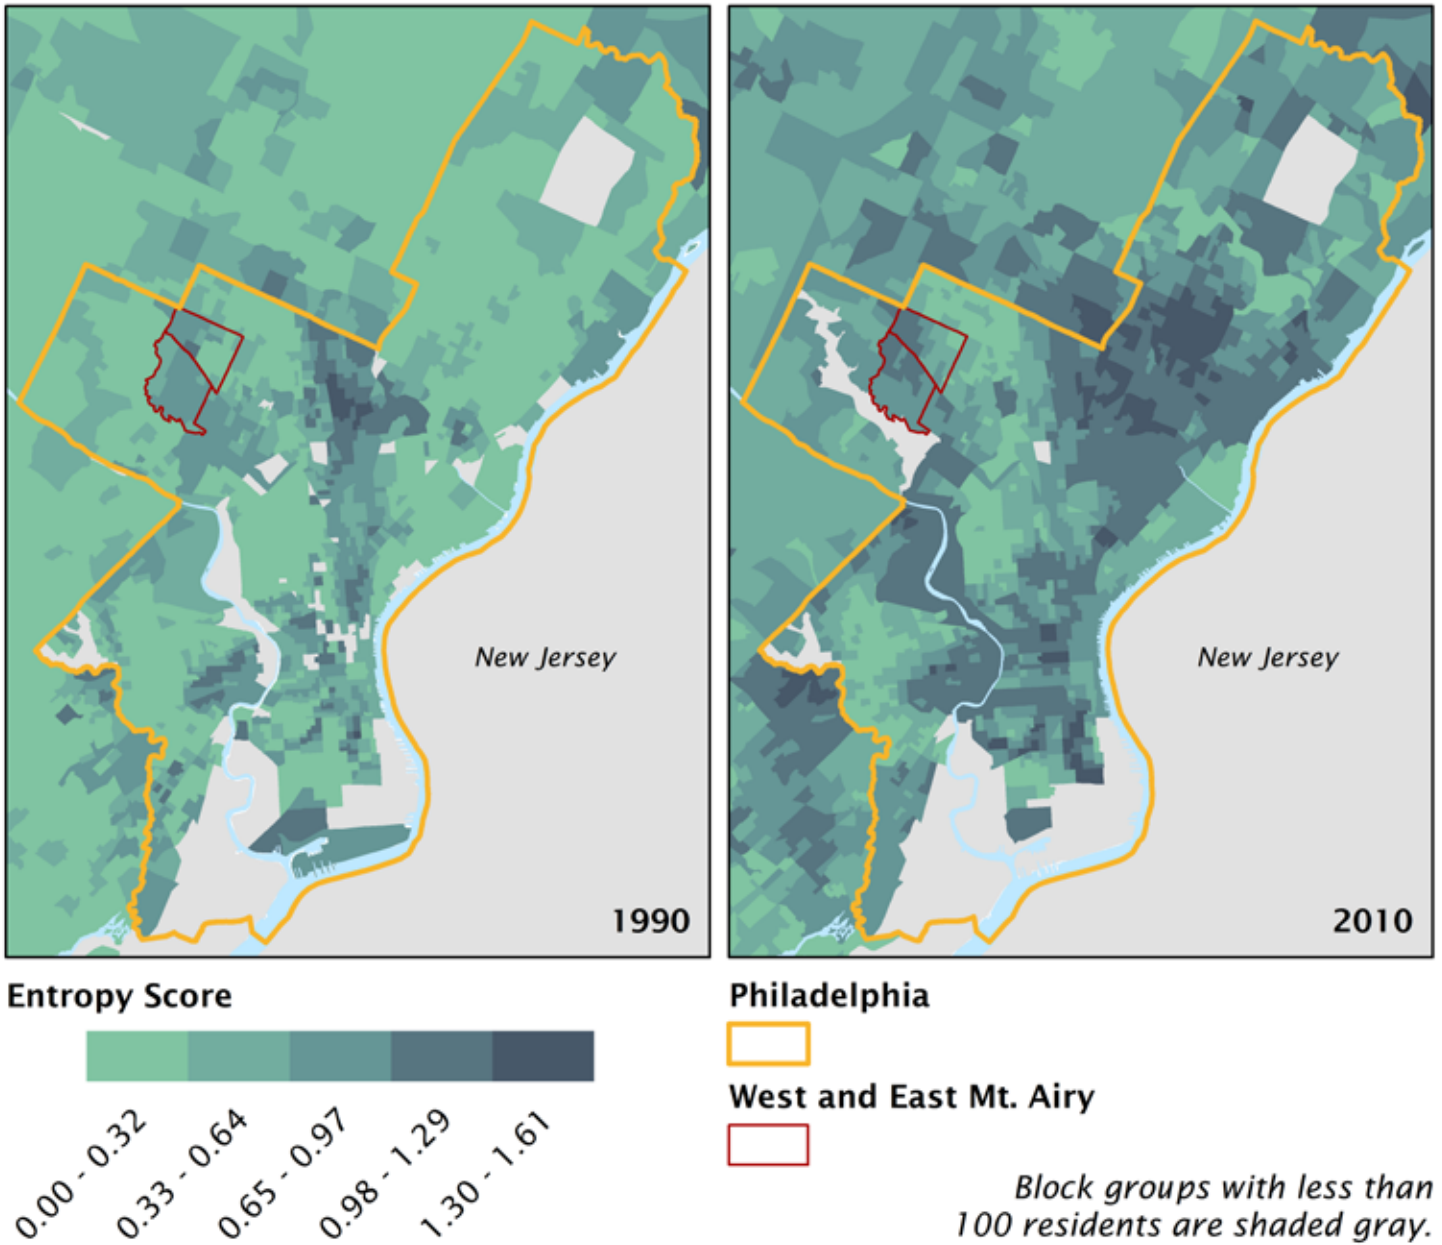 New Jersey
1990
New Jersey
2010
Entropy Score
0.00 - 0.32
0.33 - 0.64
0.65 - 0.97
0.98 - 1.29
1.30 - 1.61
Philadelphia
West and East Mt. Airy
Block groups with less than
100 residents are shaded gray.